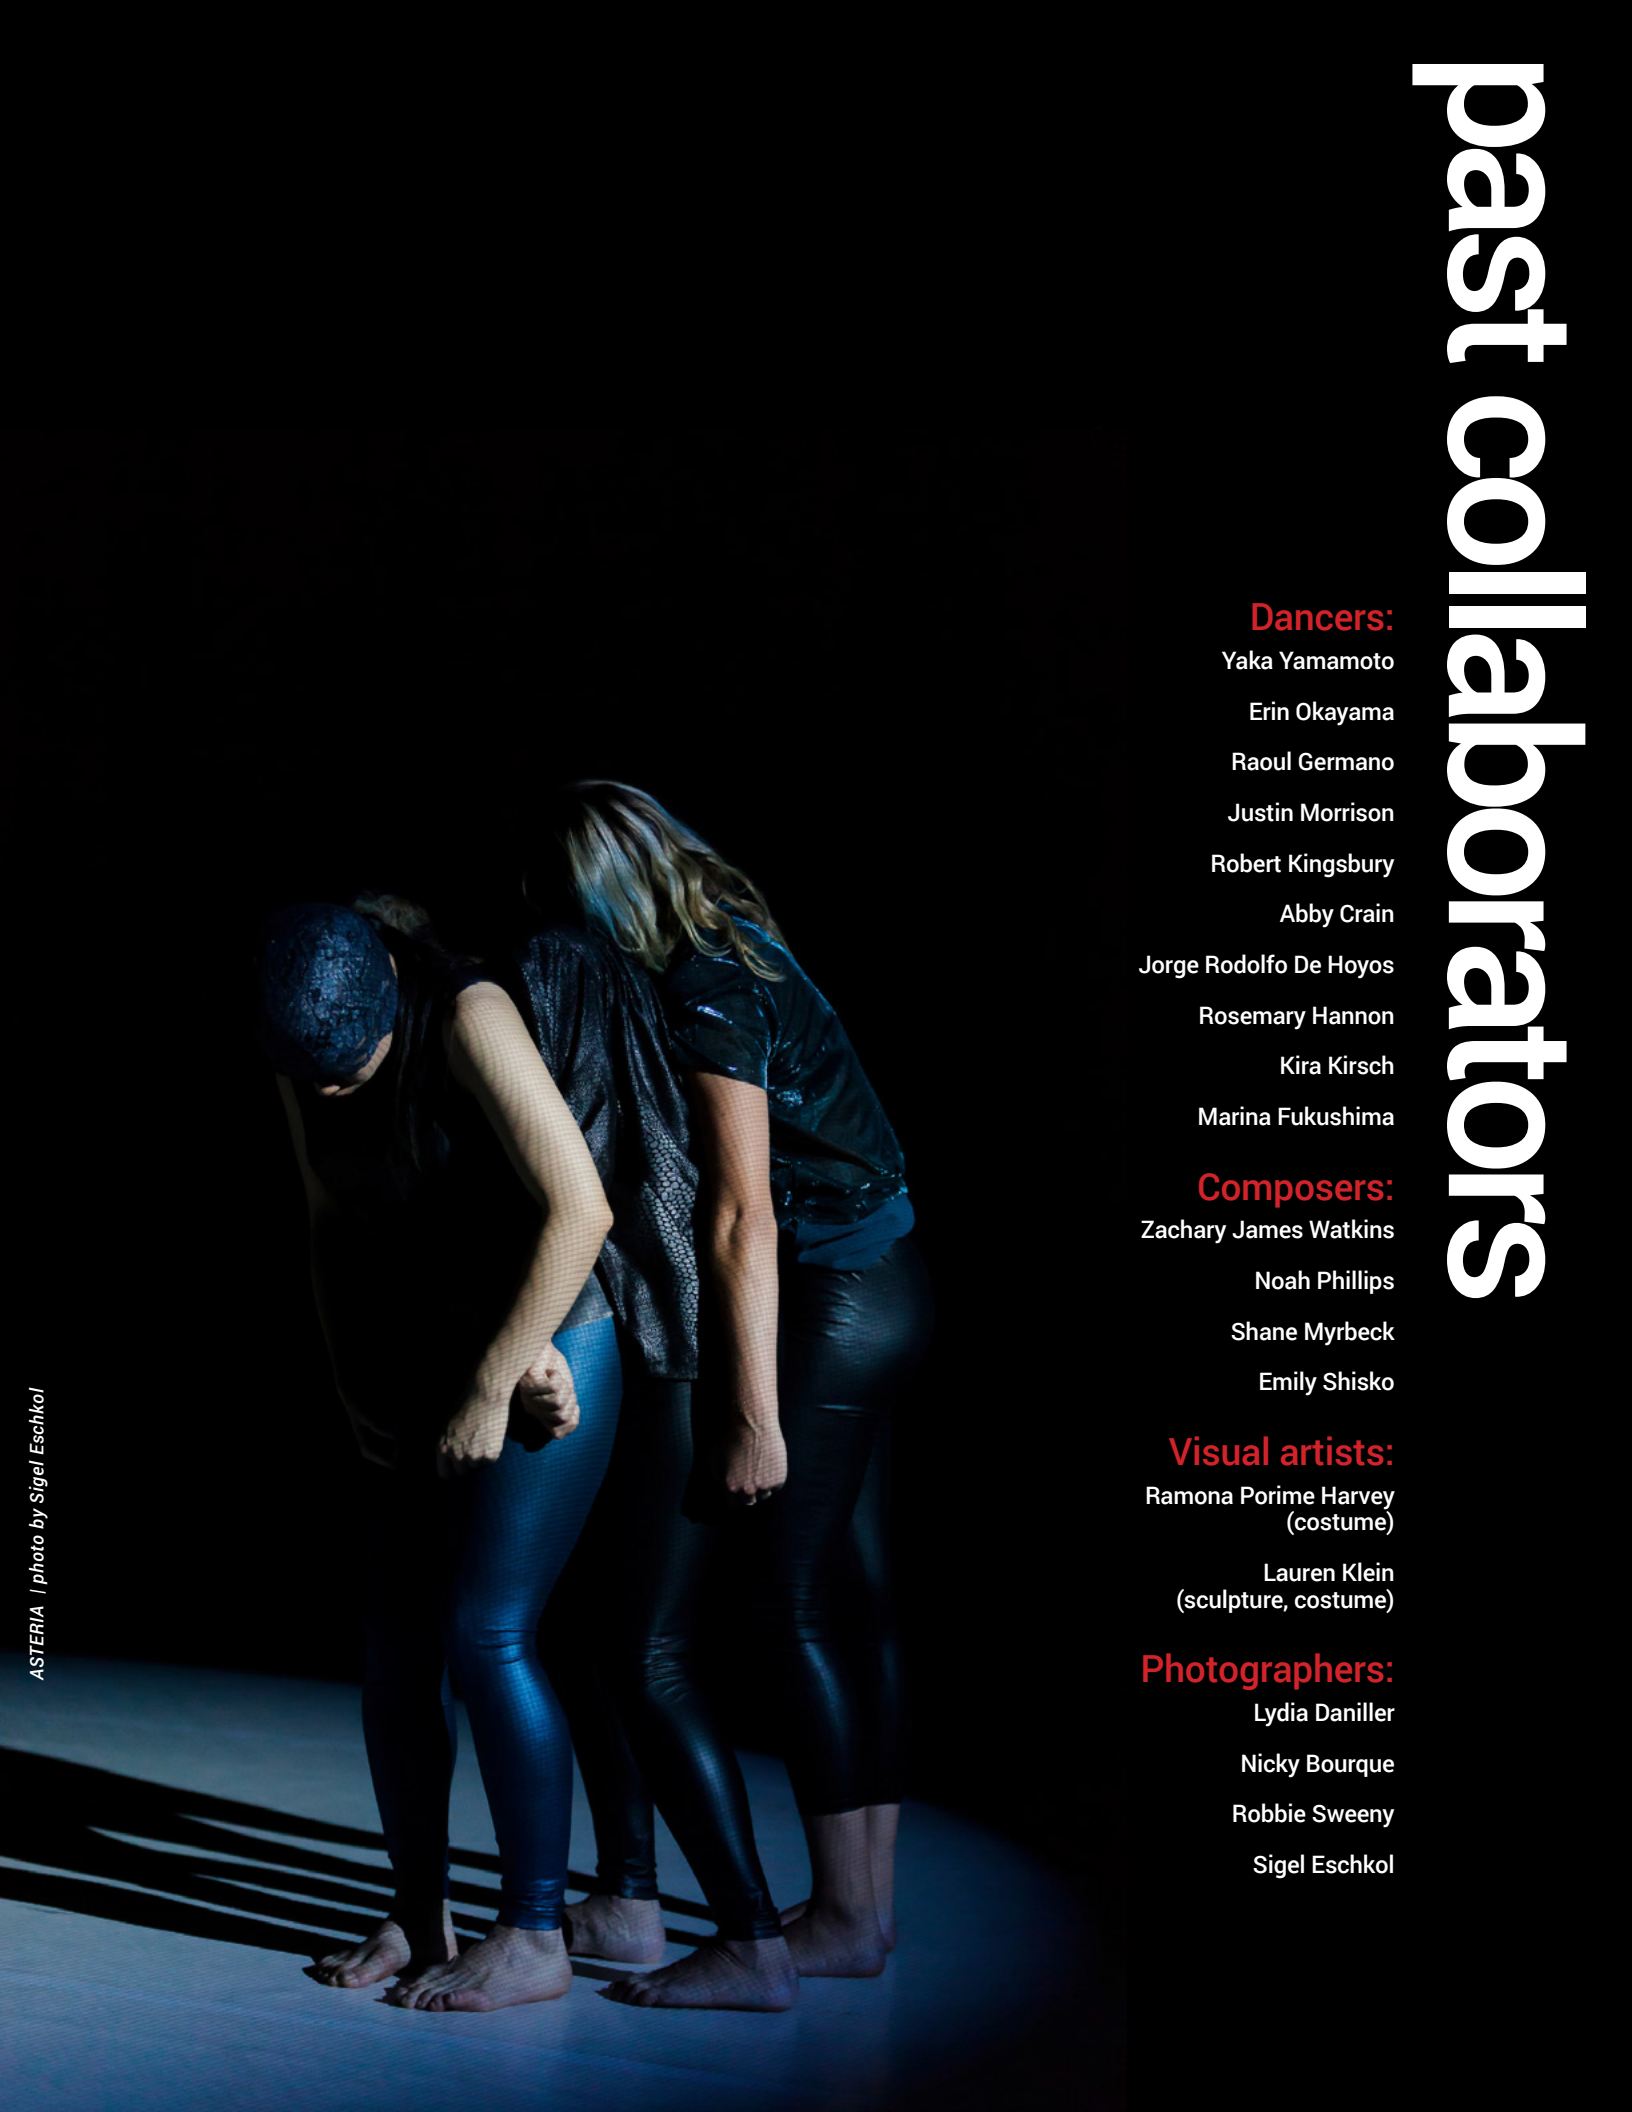 past collaborators
Dancers:
Yaka Yamamoto
Erin Okayama
Raoul Germano
Justin Morrison
Robert Kingsbury
Abby Crain
Jorge Rodolfo De Hoyos
Rosemary Hannon
Kira Kirsch
Marina Fukushima
Composers:
Zachary James Watkins
Noah Phillips
Shane Myrbeck
Emily Shisko
Visual artists:
Ramona Porime Harvey
(costume)
Lauren Klein
(sculpture, costume)
Photographers:
Lydia Daniller
Nicky Bourque
Robbie Sweeny
Sigel Eschkol
ASTERIA | photo by Sigel Eschkol